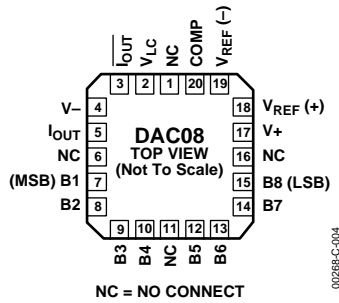 I̅OUT
VLC
NC
COMP
VREF (–)
3 2 1 20 19
V– 4
IOUT 5
NC 6
(MSB) B1 7
B2 8
DAC08
TOP VIEW
(Not To Scale)
18 VREF (+)
17 V+
16 NC
15 B8 (LSB)
14 B7
9 10 11 12 13
B3
B4
NC
B5
B6
NC = NO CONNECT
00268-C-004